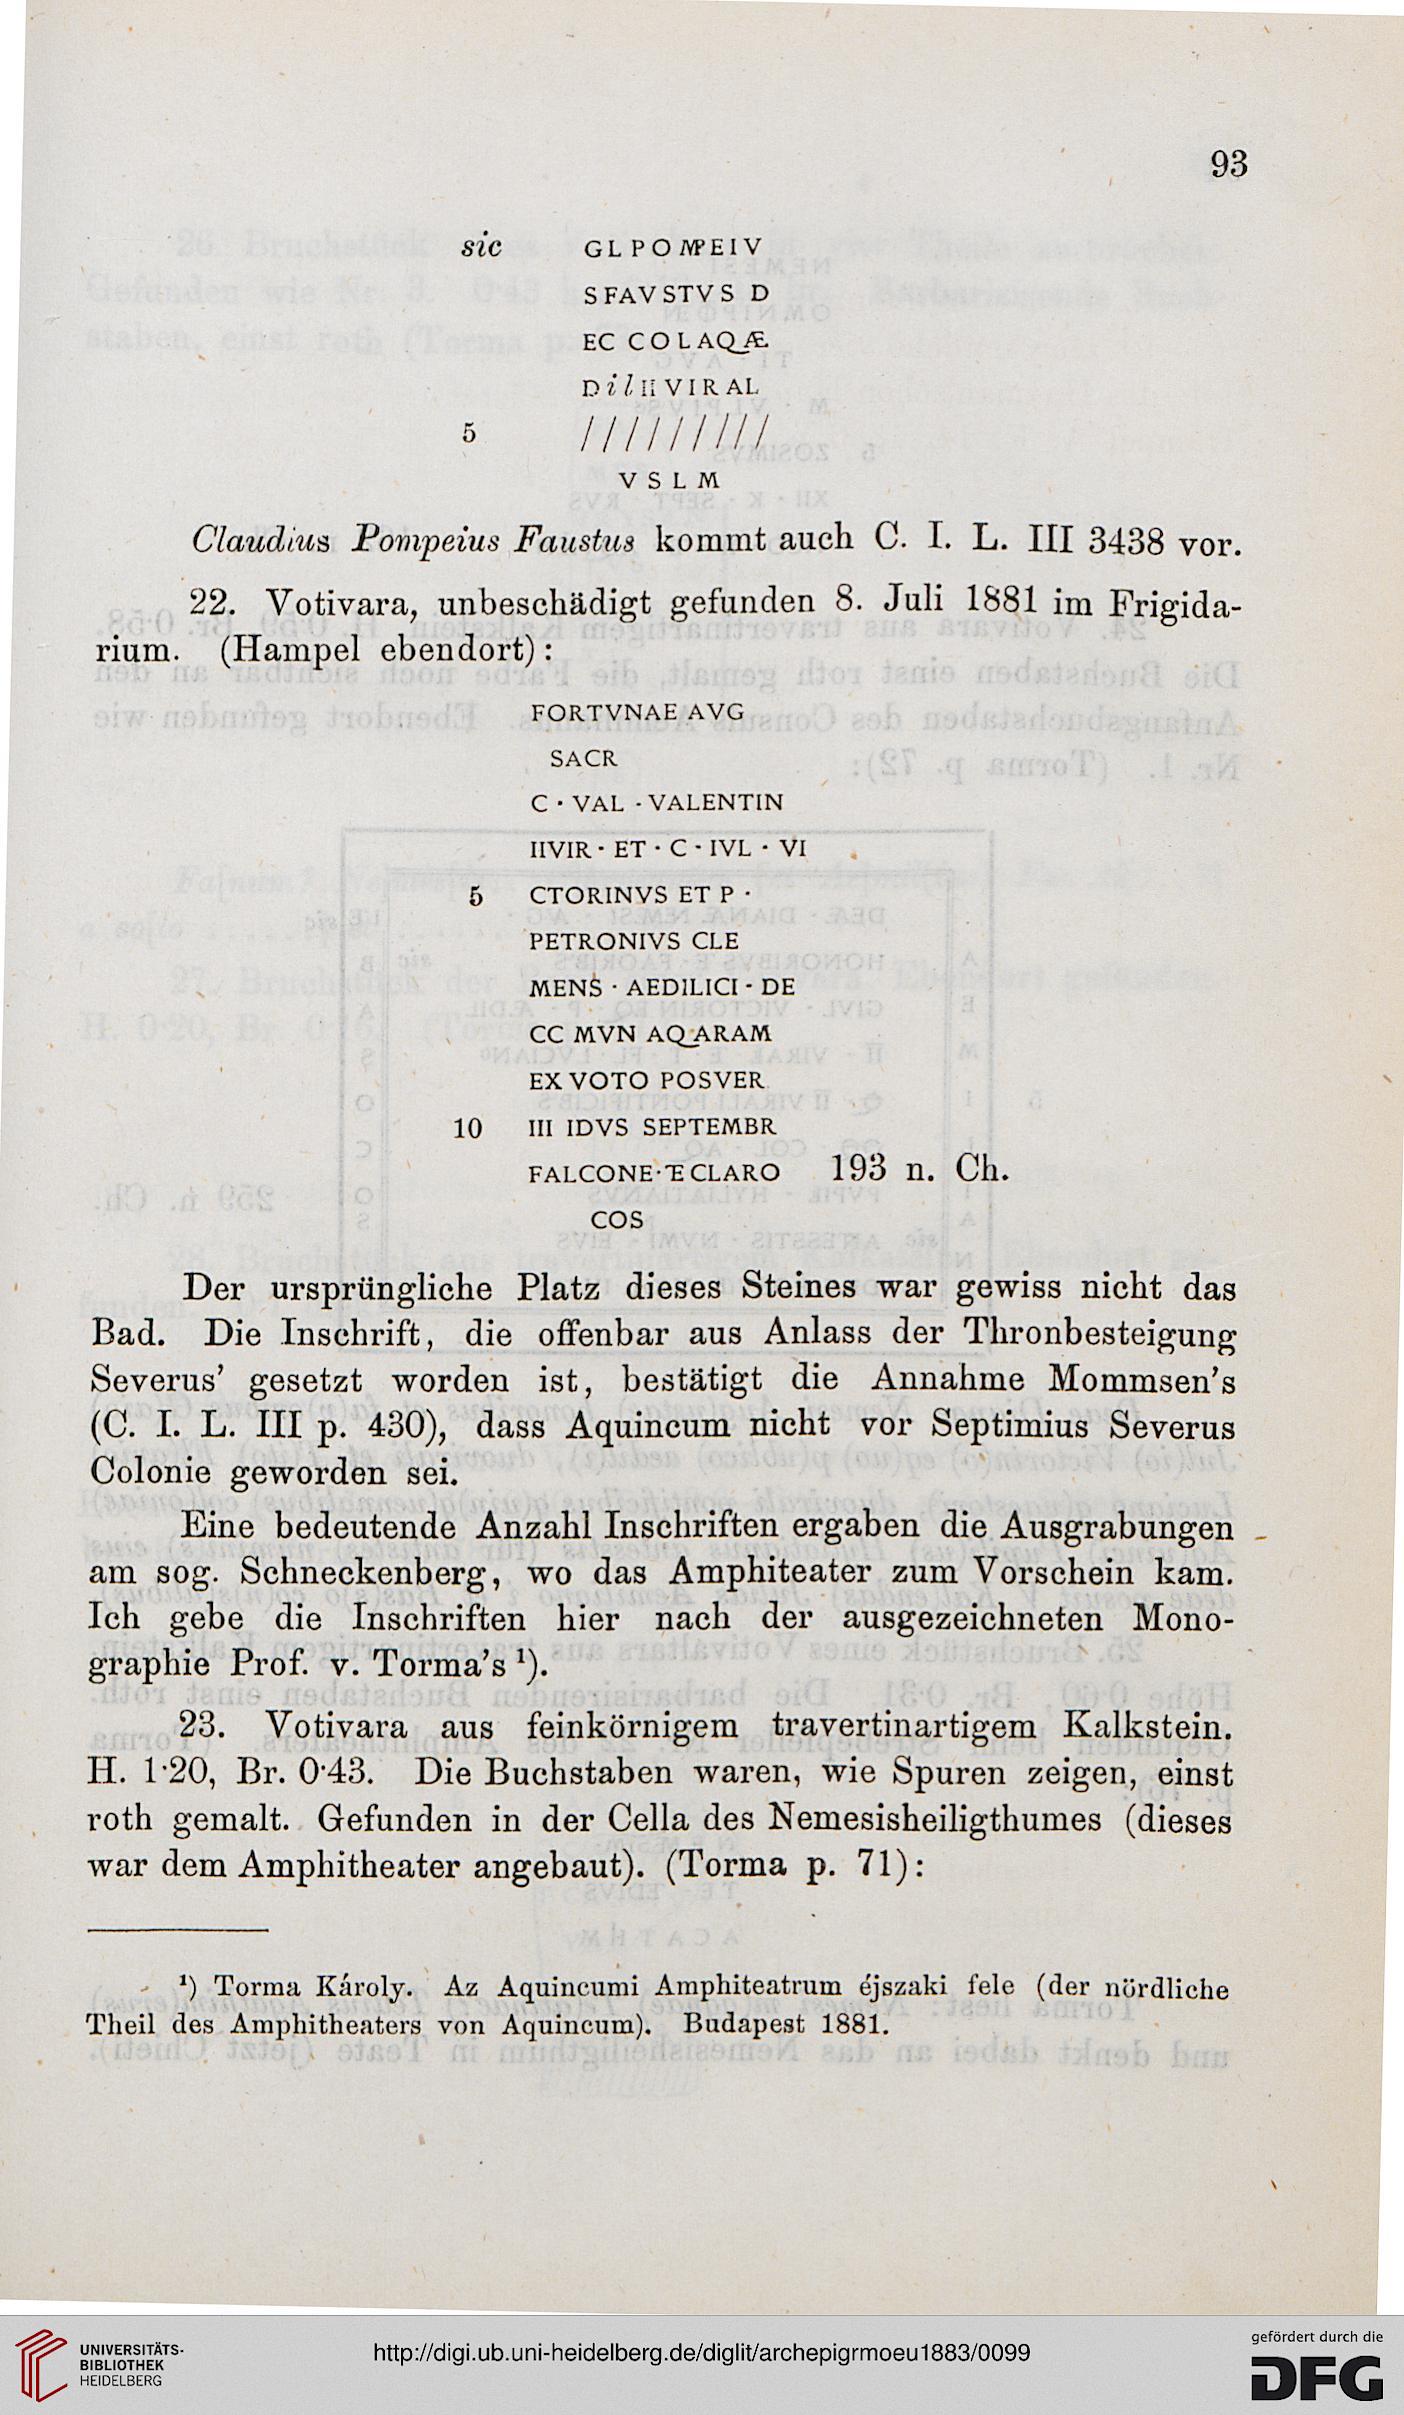 93
sic GL POMPEIV
SFAVSTVS D
EC COLAQÆ
DilII VIRAL
5 /////////
V S L M
Claudius Pompeius Faustus kommt auch C. I. L. III 3438 vor.
22. Votivara, unbeschädigt gefunden 8. Juli 1881 im Frigida-
rium. (Hampel ebendort):
FORTVNAE AVG
SACR
C · VAL · VALENTIN
IIVIR · ET · C · IVL · VI
5 CTORINVS ET P ·
PETRONIVS CLE
MENS · AEDILICI · DE
CC MVN AQ ARAM
EX VOTO POSVER
10 III IDVS SEPTEMBR
FALCONE·ET CLARO 193 n. Ch.
COS
Der ursprüngliche Platz dieses Steines war gewiss nicht das
Bad. Die Inschrift, die offenbar aus Anlass der Thronbesteigung
Severus' gesetzt worden ist, bestätigt die Annahme Mommsen's
(C. I. L. III p. 430), dass Aquincum nicht vor Septimius Severus
Colonie geworden sei.
Eine bedeutende Anzahl Inschriften ergaben die Ausgrabungen
am sog. Schneckenberg, wo das Amphiteater zum Vorschein kam.
Ich gebe die Inschriften hier nach der ausgezeichneten Mono-
graphie Prof. v. Torma's ¹).
23. Votivara aus feinkörnigem travertinartigem Kalkstein.
H. 1·20, Br. 0·43. Die Buchstaben waren, wie Spuren zeigen, einst
roth gemalt. Gefunden in der Cella des Nemesisheiligthumes (dieses
war dem Amphitheater angebaut). (Torma p. 71):
¹) Torma Károly. Az Aquincumi Amphiteatrum éjszaki fele (der nördliche
Theil des Amphitheaters von Aquincum). Budapest 1881.
UNIVERSITÄTS-
BIBLIOTHEK
HEIDELBERG
http://digi.ub.uni-heidelberg.de/diglit/archepigrmoeu1883/0099
gefördert durch die
DFG